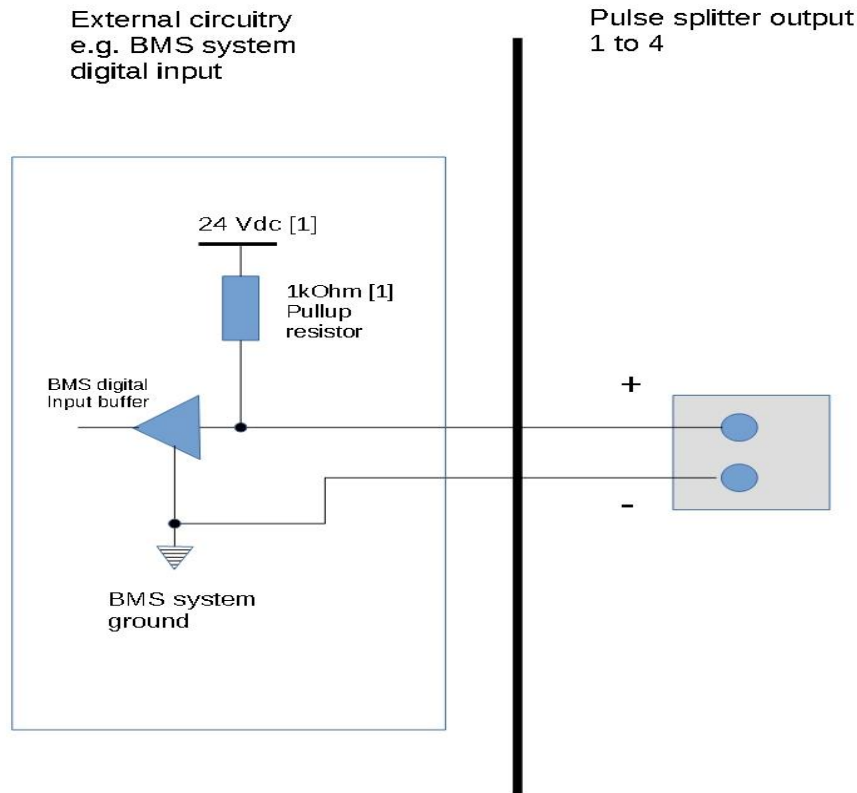 External circuitry
e.g. BMS system
digital input
Pulse splitter output
1 to 4
24 Vdc [1]
1kOhm [1]
Pullup
resistor
BMS digital
Input buffer
+
-
BMS system
ground